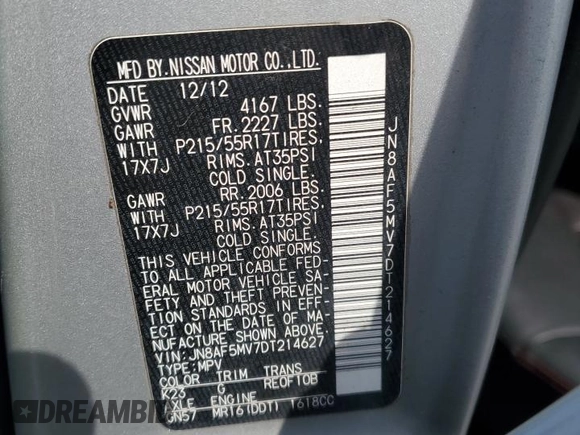 MFD BY.NISSAN MOTOR CO.,LTD.
DATE 12/12
GVWR 4167 LBS.
GAWR FR. 2227 LBS.
WITH P215/55R17TIRES.
17X7J RIMS. AT35PSI
COLD SINGLE.
GAWR RR. 2006 LBS.
WITH P215/55R17TIRES.
17X7J RIMS. AT35PSI
COLD SINGLE.
THIS VEHICLE CONFORMS
TO ALL APPLICABLE FED-
ERAL MOTOR VEHICLE SA-
FETY AND THEFT PREVEN-
TION STANDARDS IN EFF-
ECT ON THE DATE OF MA-
NUFACTURE SHOWN ABOVE.
VIN: JN8AF5MV7DT214627
TYPE: MPV
COLOR TRIM TRANS
K23 G RE0F10B
AXLE ENGINE
GN57 MR16(DDT) 1618CC
JN8AF5MV7DT214627
DIRECT